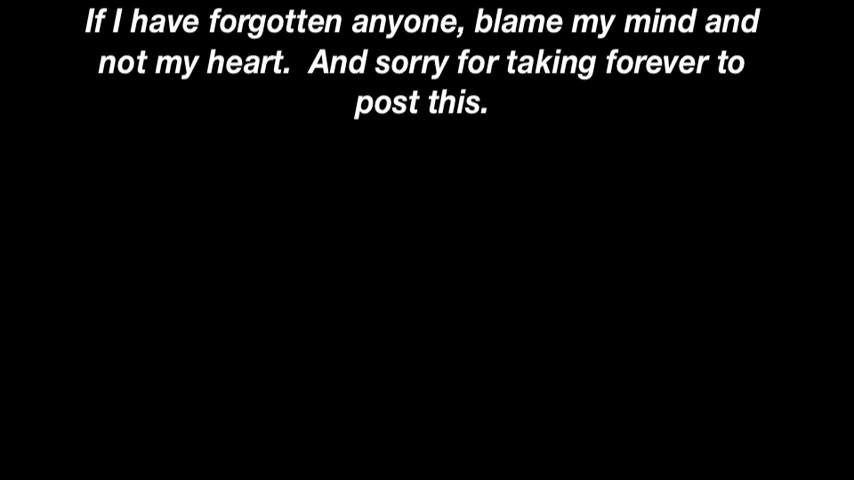 If I have forgotten anyone, blame my mind and
not my heart.  And sorry for taking forever to
post this.